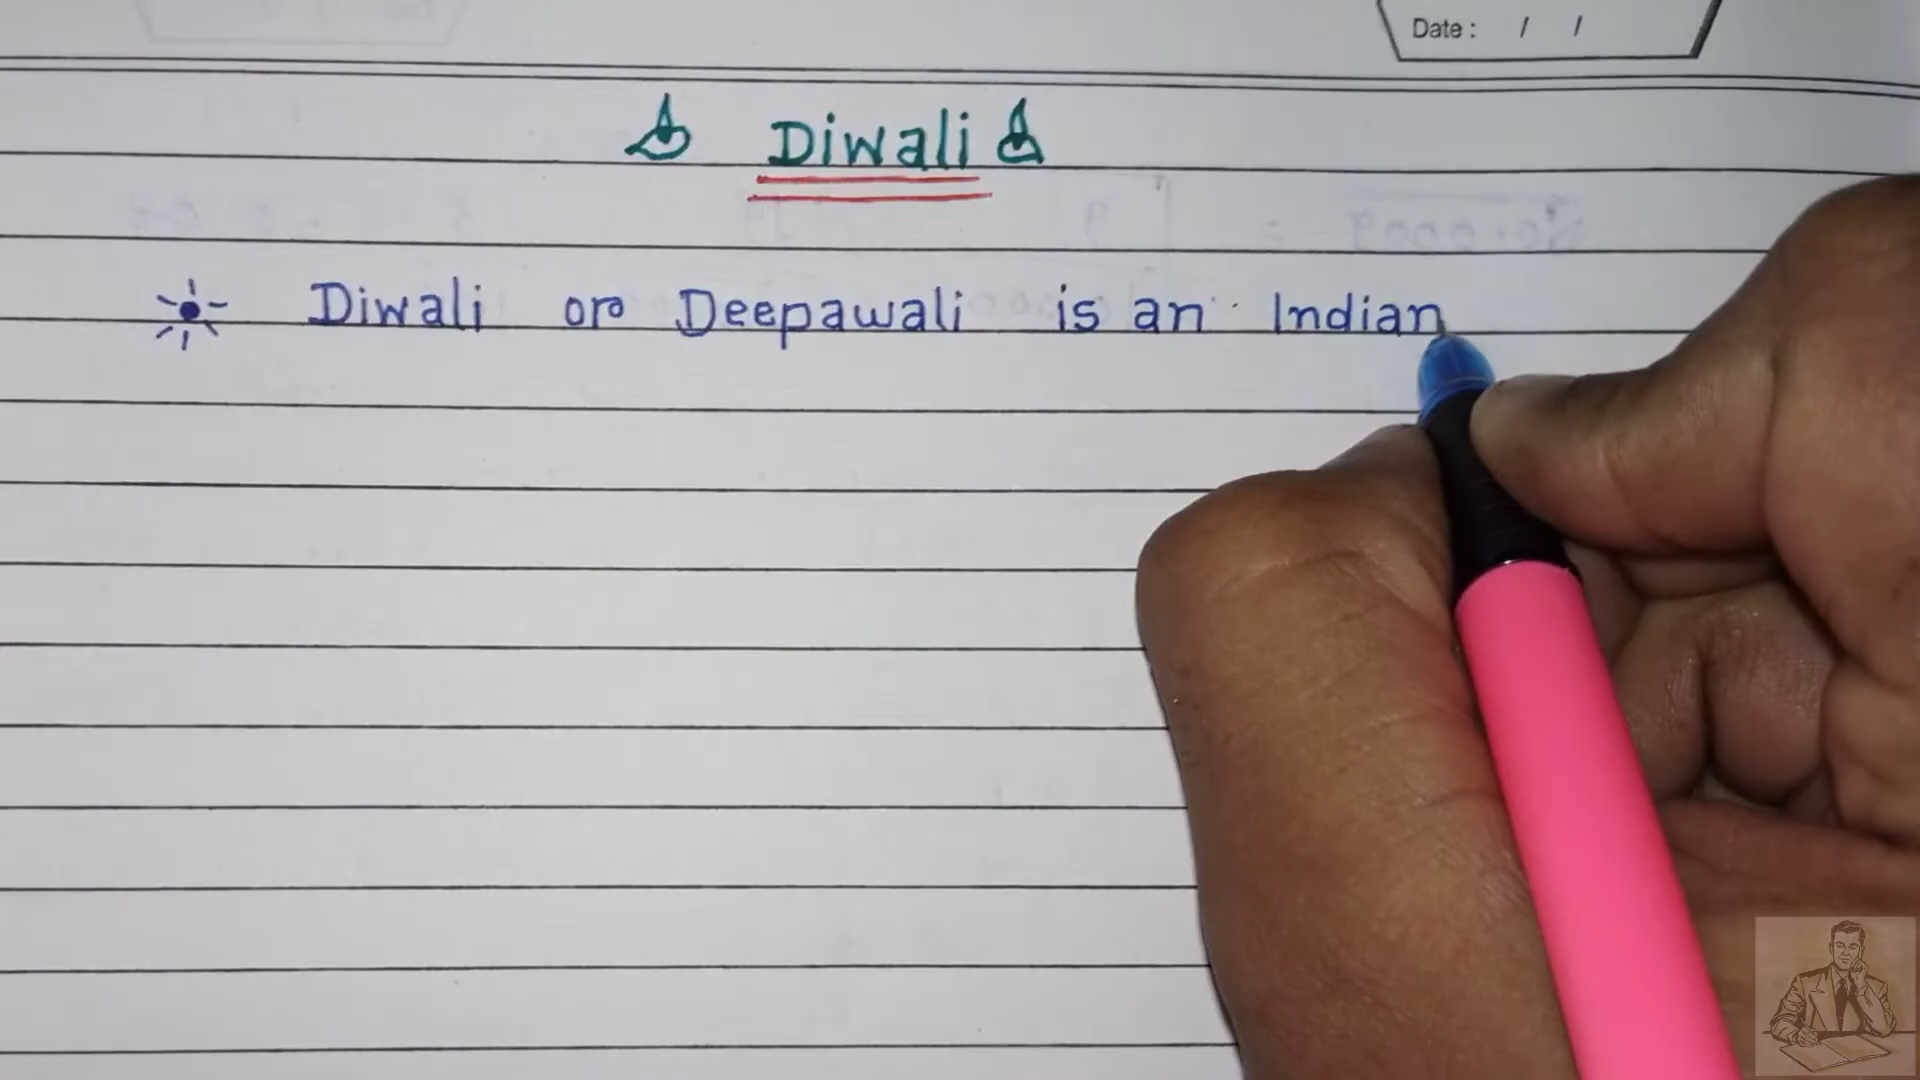 Date : / /
Diwali
Diwali or Deepawali is an Indian